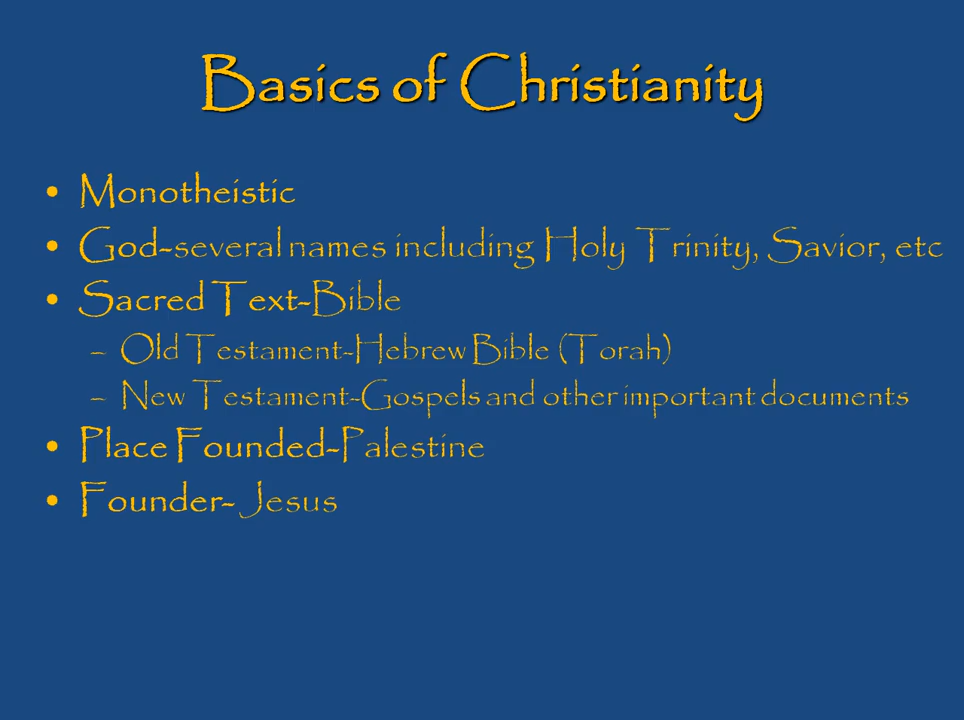 Basics of Christianity
• Monotheistic
• God-several names including Holy Trinity, Savior, etc
• Sacred Text-Bible
– Old Testament-Hebrew Bible (Torah)
– New Testament-Gospels and other important documents
• Place Founded-Palestine
• Founder- Jesus